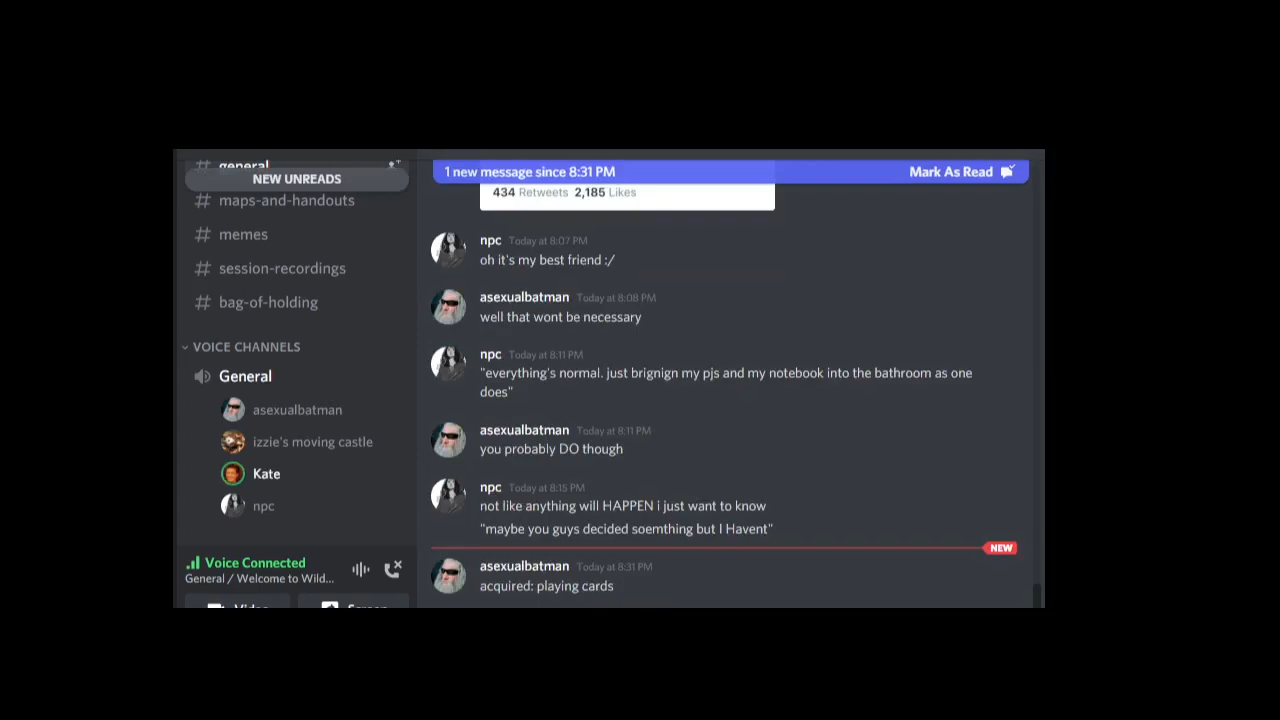 general
NEW UNREADS
# maps-and-handouts
# memes
# session-recordings
# bag-of-holding
VOICE CHANNELS
General
asexualbatman
izzie's moving castle
Kate
npc
Voice Connected
General / Welcome to Wild...
Video
Screen
1 new message since 8:31 PM
Mark As Read
434 Retweets 2,185 Likes
npc Today at 8:07 PM
oh it's my best friend :/
asexualbatman Today at 8:08 PM
well that wont be necessary
npc Today at 8:11 PM
"everything's normal. just brignign my pjs and my notebook into the bathroom as one
does"
asexualbatman Today at 8:11 PM
you probably DO though
npc Today at 8:15 PM
not like anything will HAPPEN i just want to know
"maybe you guys decided soemthing but I Havent"
NEW
asexualbatman Today at 8:31 PM
acquired: playing cards